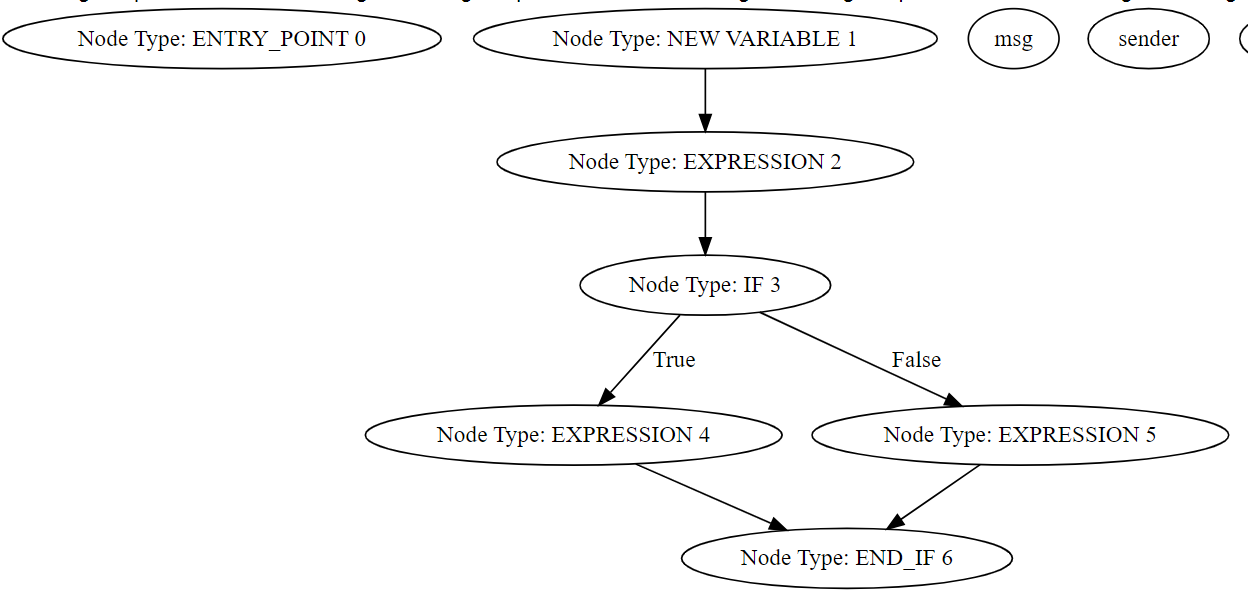 Node Type: ENTRY_POINT 0
Node Type: NEW VARIABLE 1
msg
sender
Node Type: EXPRESSION 2
Node Type: IF 3
True
False
Node Type: EXPRESSION 4
Node Type: EXPRESSION 5
Node Type: END_IF 6